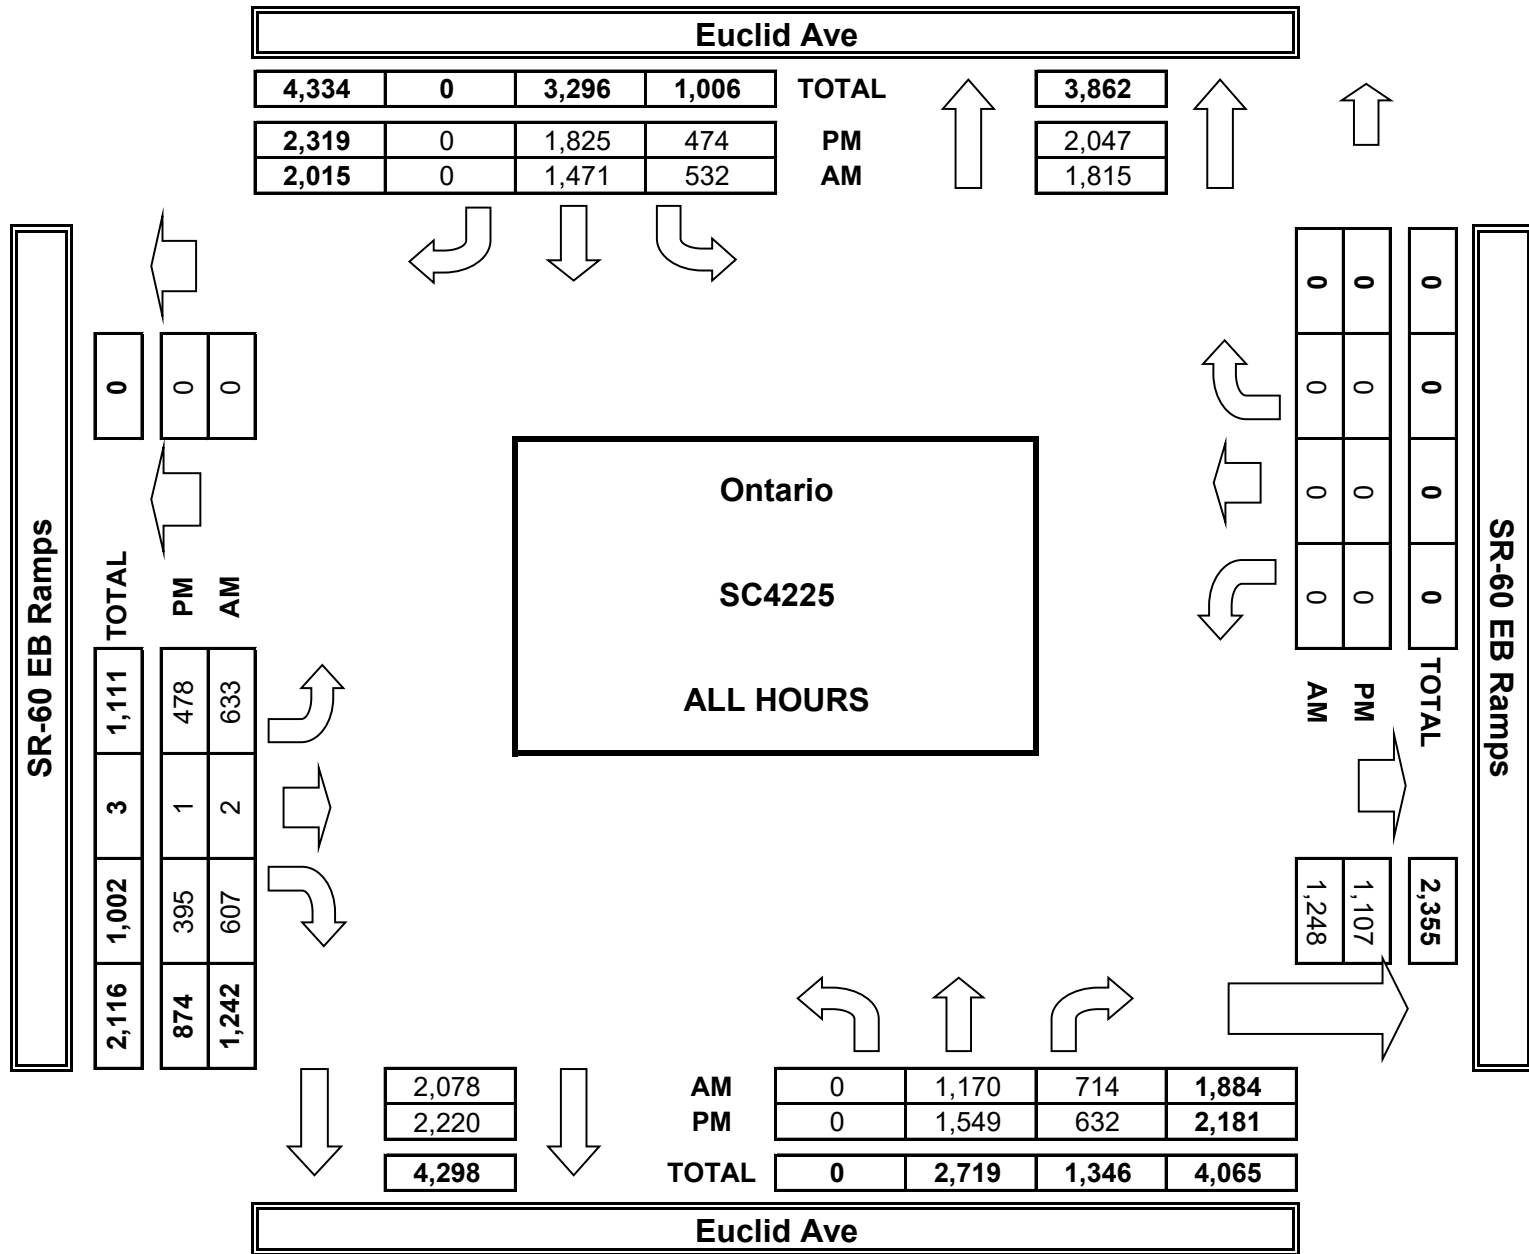 Euclid Ave
4,334 0 3,296 1,006 TOTAL 3,862
2,319 0 1,825 474 PM 2,047
2,015 0 1,471 532 AM 1,815
SR-60 EB Ramps
0 0 0
TOTAL PM AM
1,111 478 633
3 1 2
1,002 395 607
2,116 874 1,242
Ontario
SC4225
ALL HOURS
0 0 0
0 0 0
0 0 0
0 0 0
AM PM TOTAL
1,248 1,107 2,355
SR-60 EB Ramps
2,078 AM 0 1,170 714 1,884
2,220 PM 0 1,549 632 2,181
4,298 TOTAL 0 2,719 1,346 4,065
Euclid Ave